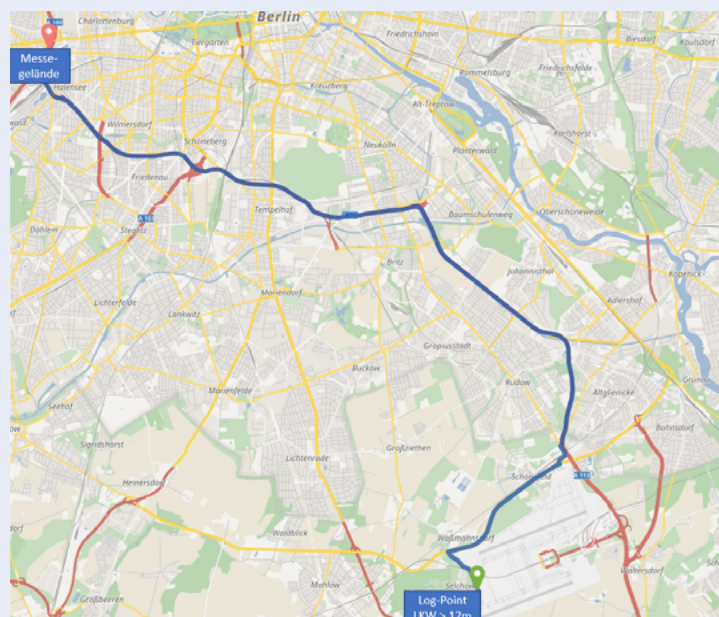 Charlottenburg
Berlin
Tiergarten
Friedrichshain
Biesdorf
Kaulsdorf
Messe-
gelände
Halensee
Kreuzberg
Rummelsburg
Friedrichsfelde
Alt-Treptow
Wilmersdorf
Schöneberg
Neukölln
Plänterwald
Karlshorst
Friedenau
Tempelhof
Baumschulenweg
Oberschöneweide
Dahlem
Steglitz
A 103
Britz
Johannisthal
Köpenick
Lichterfelde
Mariendorf
Adlershof
Lankwitz
Gropiusstadt
Grünau
Buckow
Rudow
Marienfelde
Altglienicke
Seehof
Bohnsdorf
Sigridshorst
Großziethen
Lichtenrade
Schönefeld
Heinersdorf
Waldblick
Waßmannsdorf
Mahlow
Selchow
Waltersdorf
Großbeeren
Log-Point
LKW > 12m